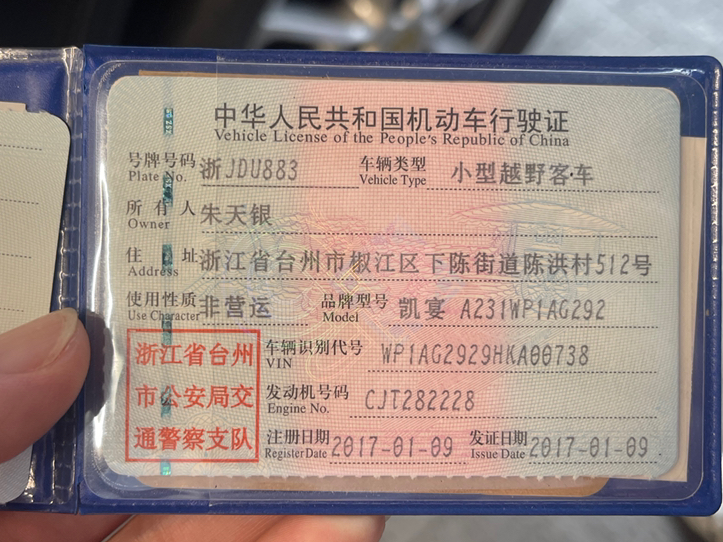 中华人民共和国机动车行驶证
Vehicle License of the People's Republic of China
号牌号码 浙JDU883 车辆类型 小型越野客车
Plate No. Vehicle Type
所有人 朱天银
Owner
住址 浙江省台州市椒江区下陈街道陈洪村512号
Address
使用性质 非营运 品牌型号 凯宴 A231WP1AG292
Use Character Model
浙江省台州
市公安局交
通警察支队
车辆识别代号 WP1AG2929HKA00738
VIN
发动机号码 CJT282228
Engine No.
注册日期 2017-01-09 发证日期 2017-01-09
Register Date Issue Date